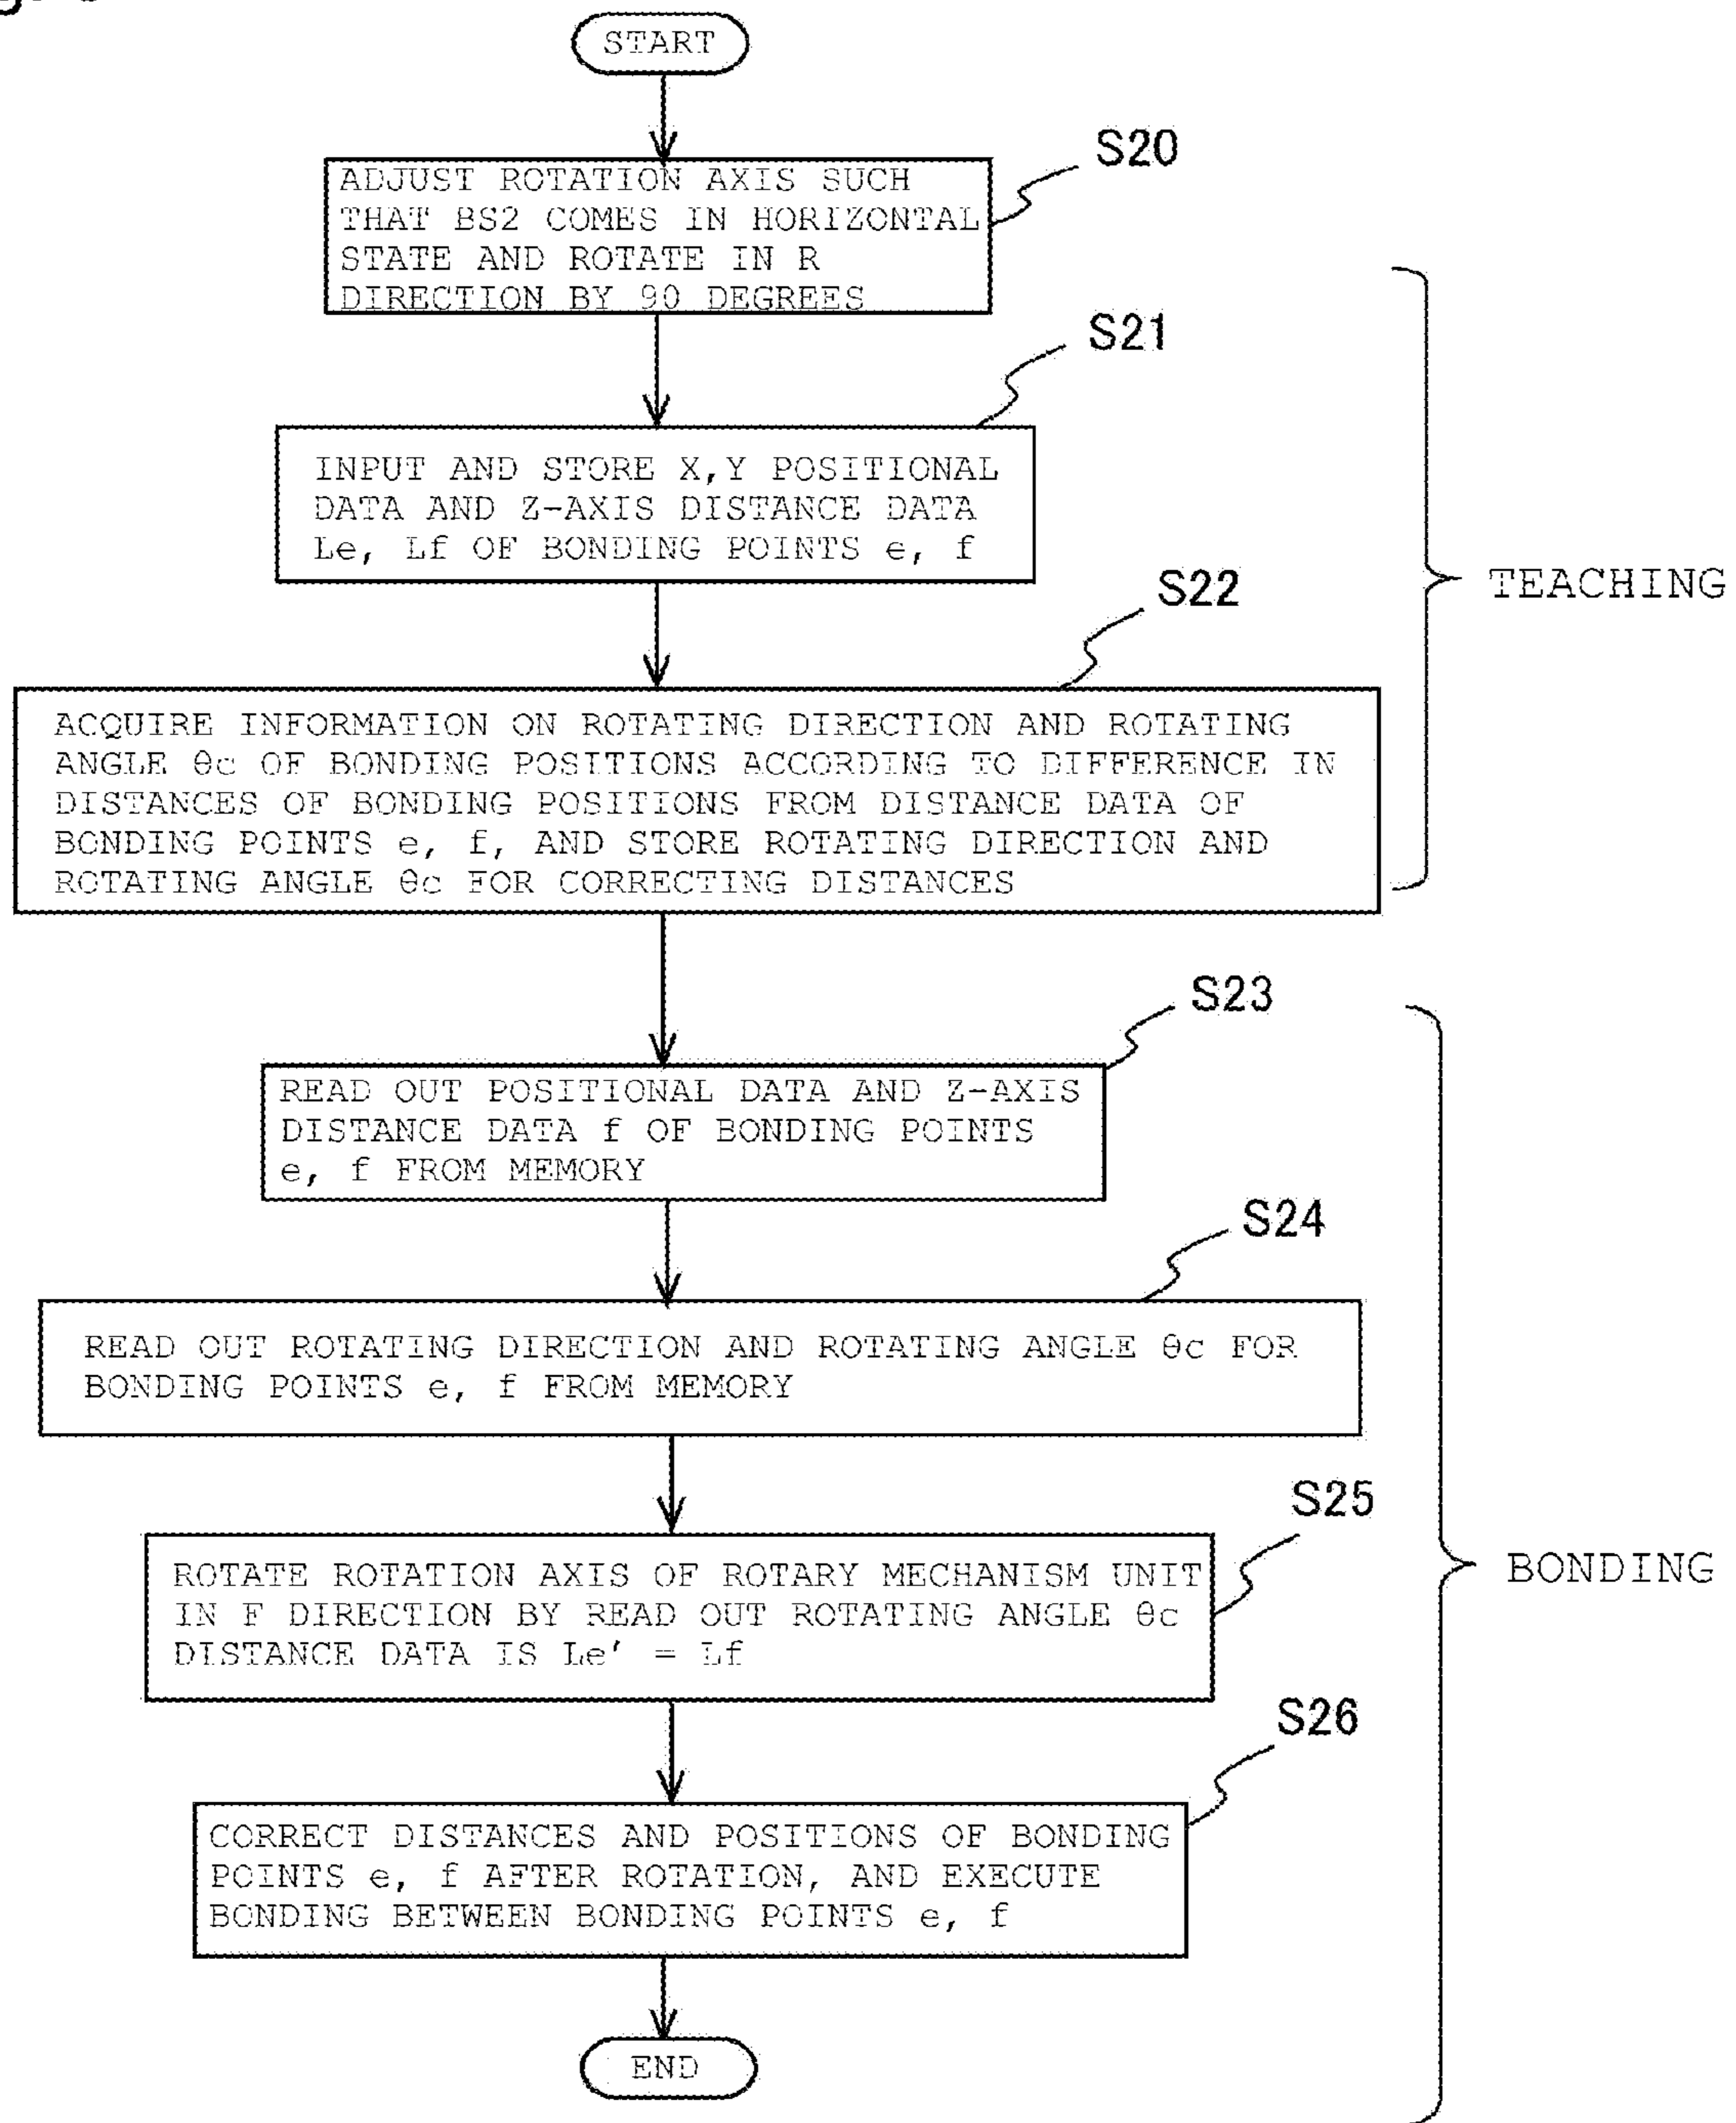 START
S20
ADJUST ROTATION AXIS SUCH
THAT BS2 COMES IN HORIZONTAL
STATE AND ROTATE IN R
DIRECTION BY 90 DEGREES
S21
INPUT AND STORE X,Y POSITIONAL
DATA AND Z-AXIS DISTANCE DATA
Le, Lf OF BONDING POINTS e, f
TEACHING
S22
ACQUIRE INFORMATION ON ROTATING DIRECTION AND ROTATING
ANGLE θc OF BONDING POSITIONS ACCORDING TO DIFFERENCE IN
DISTANCES OF BONDING POSITIONS FROM DISTANCE DATA OF
BONDING POINTS e, f, AND STORE ROTATING DIRECTION AND
ROTATING ANGLE θc FOR CORRECTING DISTANCES
S23
READ OUT POSITIONAL DATA AND Z-AXIS
DISTANCE DATA f OF BONDING POINTS
e, f FROM MEMORY
S24
READ OUT ROTATING DIRECTION AND ROTATING ANGLE θc FOR
BONDING POINTS e, f FROM MEMORY
S25
ROTATE ROTATION AXIS OF ROTARY MECHANISM UNIT
IN F DIRECTION BY READ OUT ROTATING ANGLE θc
DISTANCE DATA IS Le' = Lf
BONDING
S26
CORRECT DISTANCES AND POSITIONS OF BONDING
POINTS e, f AFTER ROTATION, AND EXECUTE
BONDING BETWEEN BONDING POINTS e, f
END